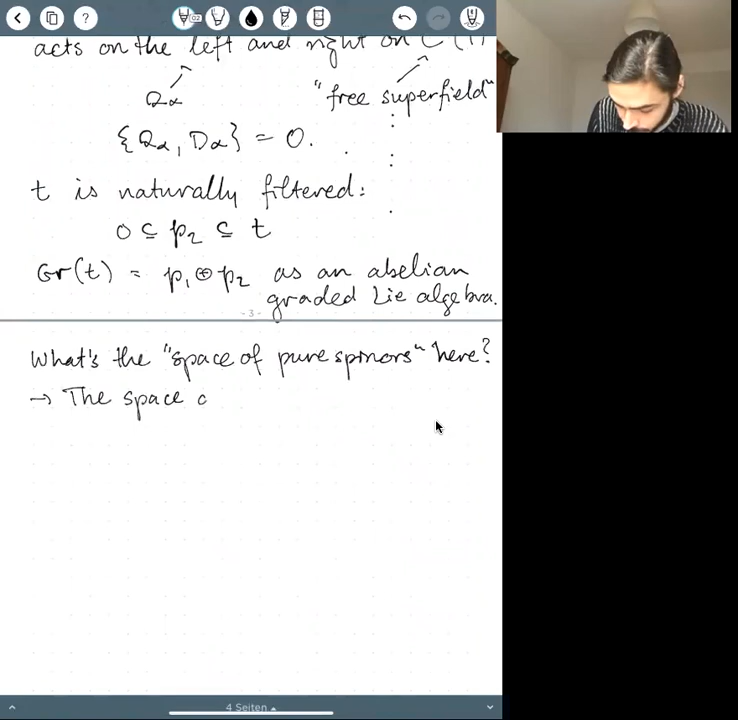 acts on the left and right on C (T)
Qα
"free superfield"
{Qα, Dα} = 0.
t is naturally filtered:
0 ⊆ p₂ ⊆ t
Gr(t) = p₁ ⊕ p₂ as an abelian
graded Lie algebra.
- 3 -
What's the "space of pure spinors" here?
→ The space o
4 Seiten